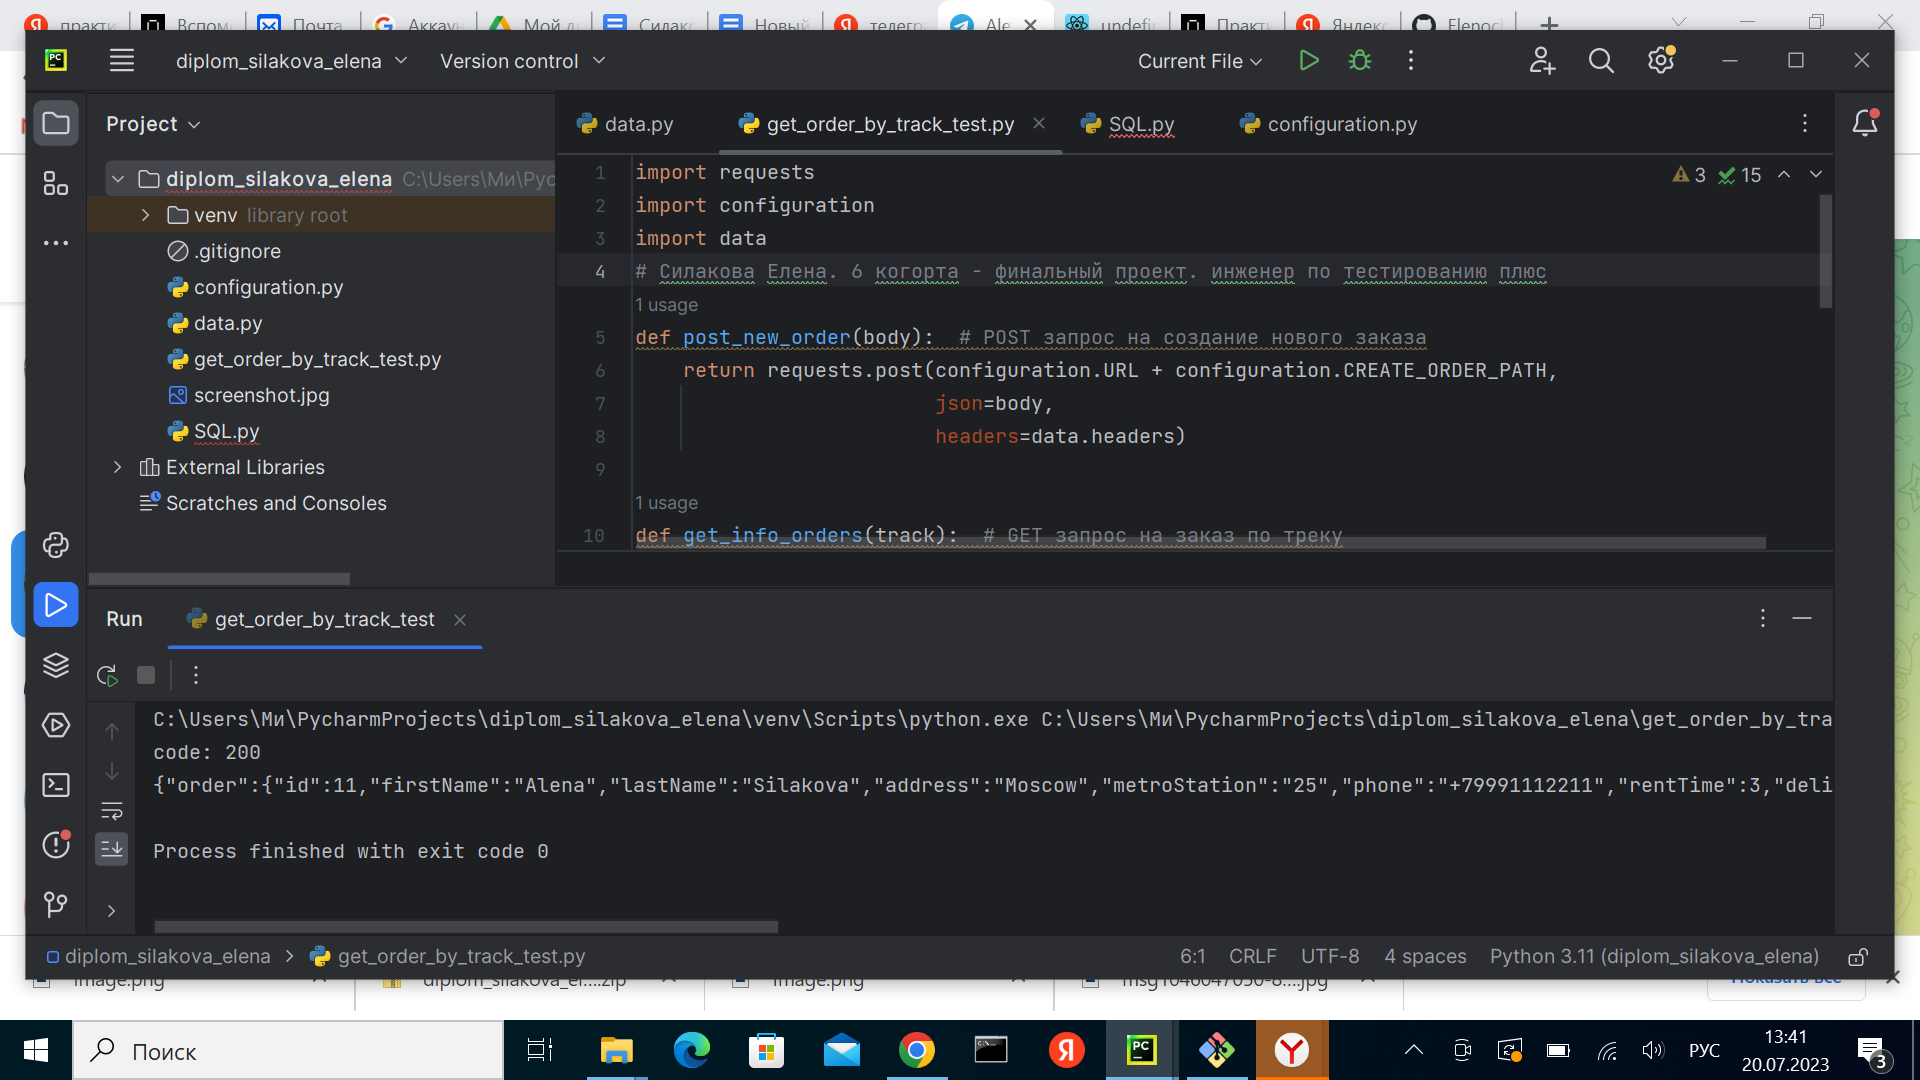 практи
Вспом
Почта
Аккаун
Мой д
Силак
Новый
телегр
Ale
undefi
Практ
Яндекс
Elenoc
PC
diplom_silakova_elena
Version control
Current File
Project
data.py
get_order_by_track_test.py
SQL.py
configuration.py
diplom_silakova_elena C:\Users\Ми\Pyc
venv library root
.gitignore
configuration.py
data.py
get_order_by_track_test.py
screenshot.jpg
SQL.py
External Libraries
Scratches and Consoles
3 15
1 import requests
2 import configuration
3 import data
4 # Силакова Елена. 6 когорта - финальный проект. инженер по тестированию плюс
1 usage
5 def post_new_order(body):  # POST запрос на создание нового заказа
6 return requests.post(configuration.URL + configuration.CREATE_ORDER_PATH,
7 json=body,
8 headers=data.headers)
9
1 usage
10 def get_info_orders(track):  # GET запрос на заказ по треку
Run
get_order_by_track_test
C:\Users\Ми\PycharmProjects\diplom_silakova_elena\venv\Scripts\python.exe C:\Users\Ми\PycharmProjects\diplom_silakova_elena\get_order_by_tra
code: 200
{"order":{"id":11,"firstName":"Alena","lastName":"Silakova","address":"Moscow","metroStation":"25","phone":"+79991112211","rentTime":3,"deli
Process finished with exit code 0
diplom_silakova_elena
get_order_by_track_test.py
6:1 CRLF UTF-8 4 spaces Python 3.11 (diplom_silakova_elena)
image.png
diplom_silakova_el....zip
image.png
Показать все
Поиск
PC
РУС
13:41
20.07.2023
3